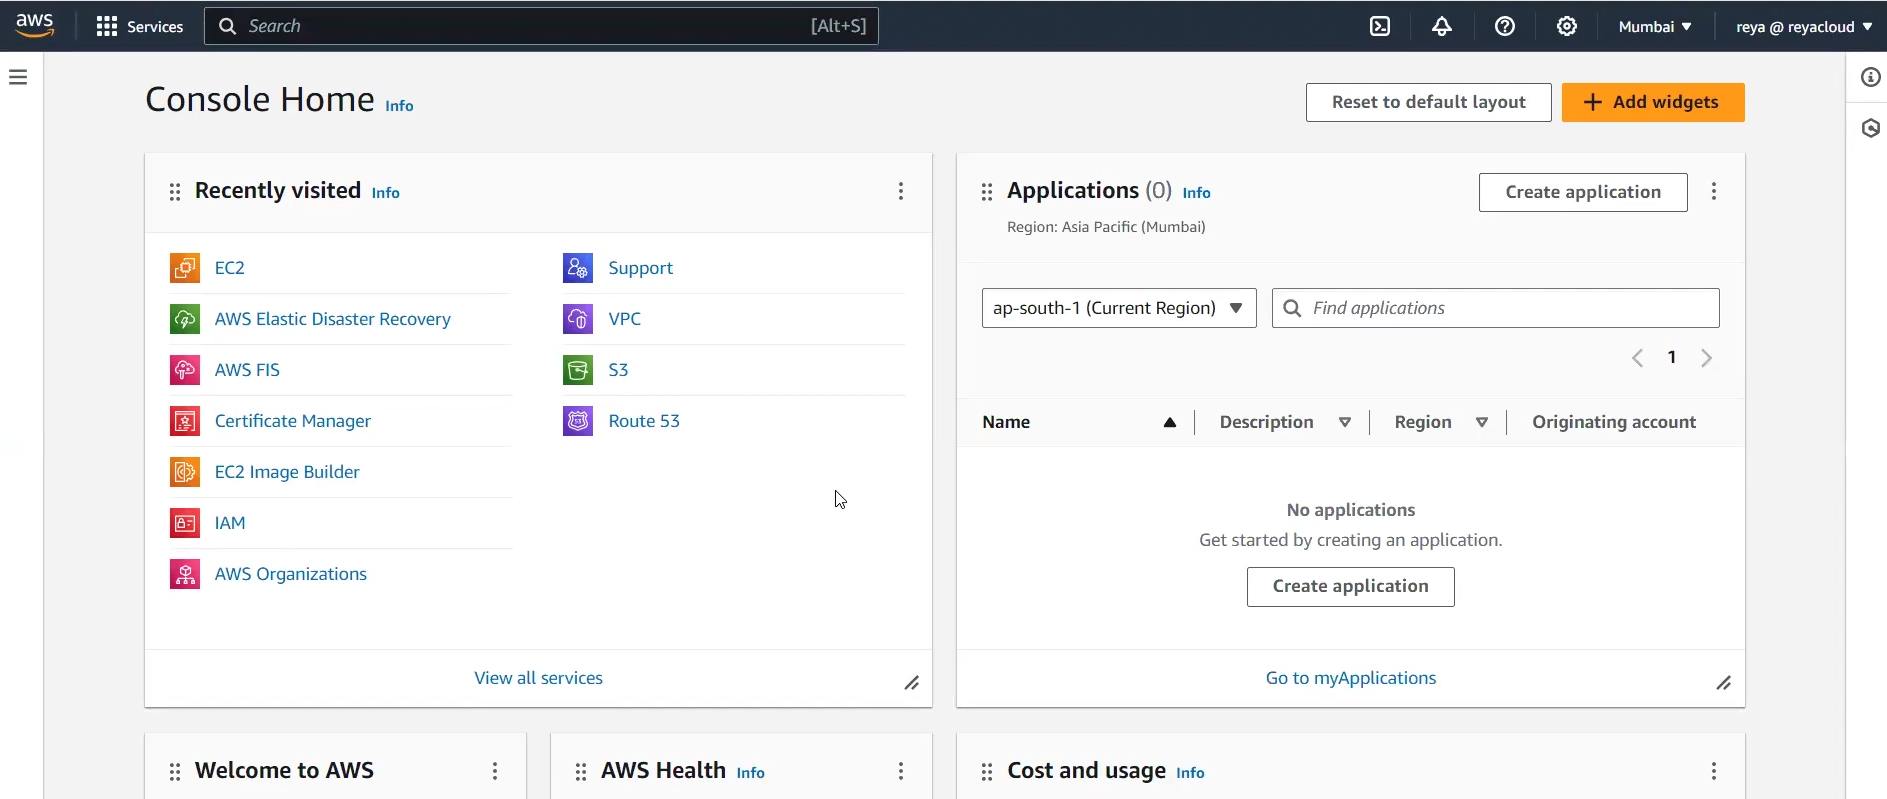 aws Services Search [Alt+S] Mumbai reya @ reyacloud
Console Home Info
Reset to default layout
+ Add widgets
Recently visited Info
EC2
AWS Elastic Disaster Recovery
AWS FIS
Certificate Manager
EC2 Image Builder
IAM
AWS Organizations
Support
VPC
S3
Route 53
View all services
Applications (0) Info
Region: Asia Pacific (Mumbai)
Create application
ap-south-1 (Current Region)
Find applications
1
Name Description Region Originating account
No applications
Get started by creating an application.
Create application
Go to myApplications
Welcome to AWS
AWS Health Info
Cost and usage Info